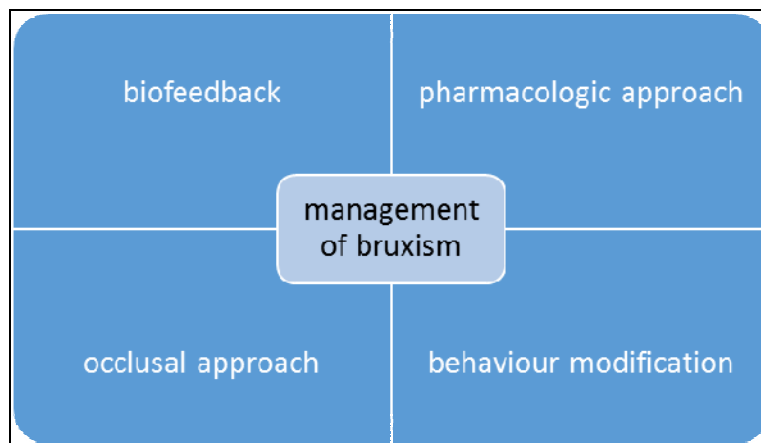 biofeedback
pharmacologic approach
management
of bruxism
occlusal approach
behaviour modification